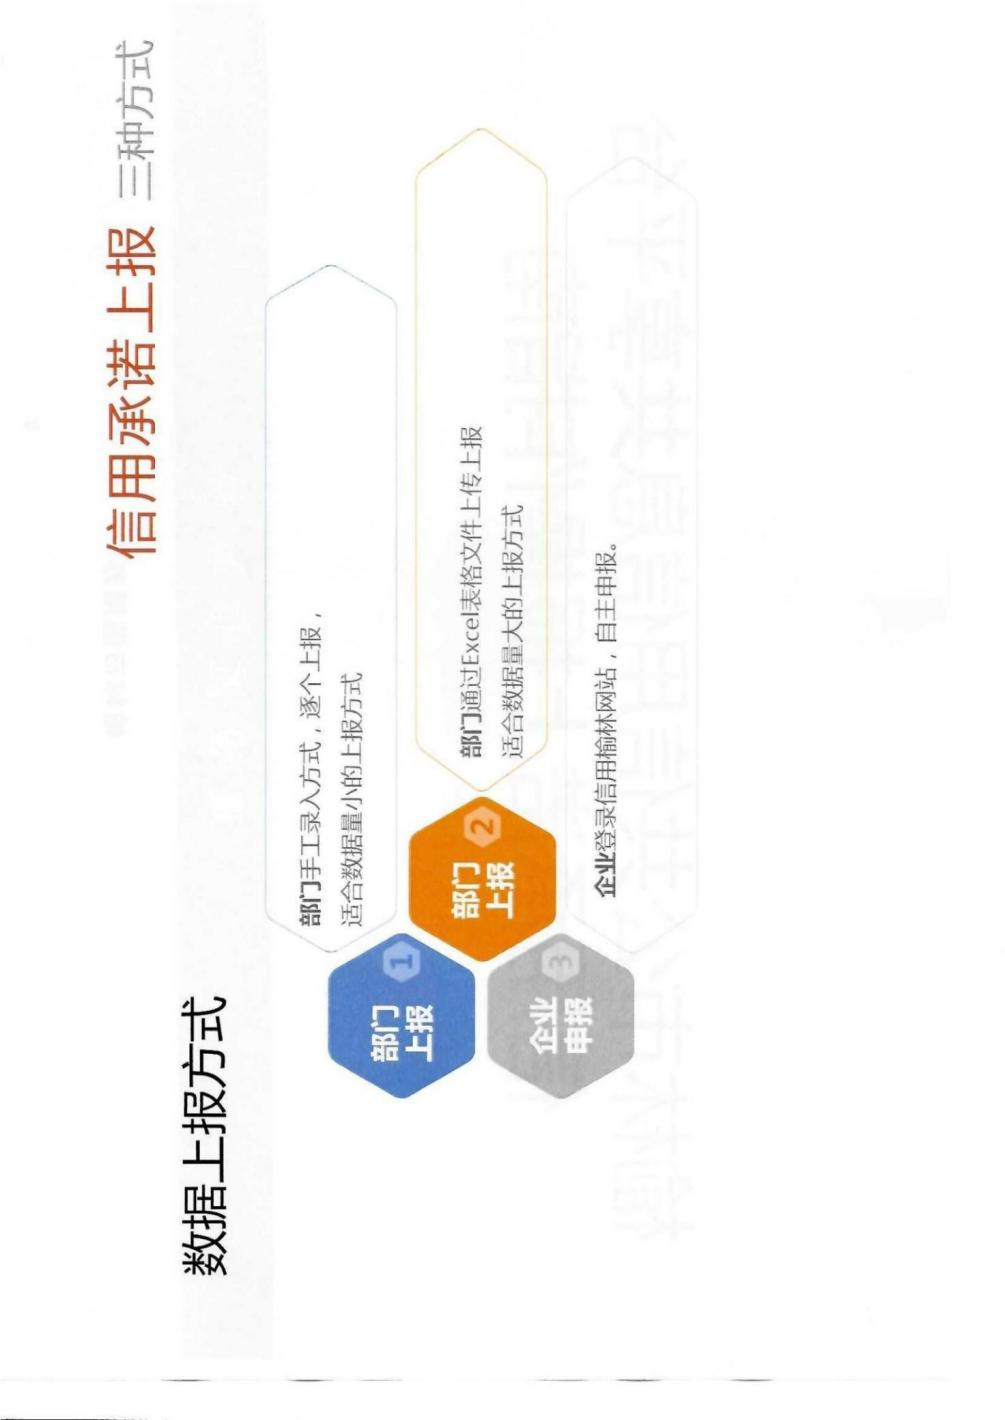 信用承诺上报 三种方式
数据上报方式
部门
上报
1
部门手工录入方式，逐个上报，
适合数据量小的上报方式
部门
上报
2
部门通过Excel表格文件上传上报
适合数据量大的上报方式
企业
申报
3
企业登录信用榆林网站，自主申报。